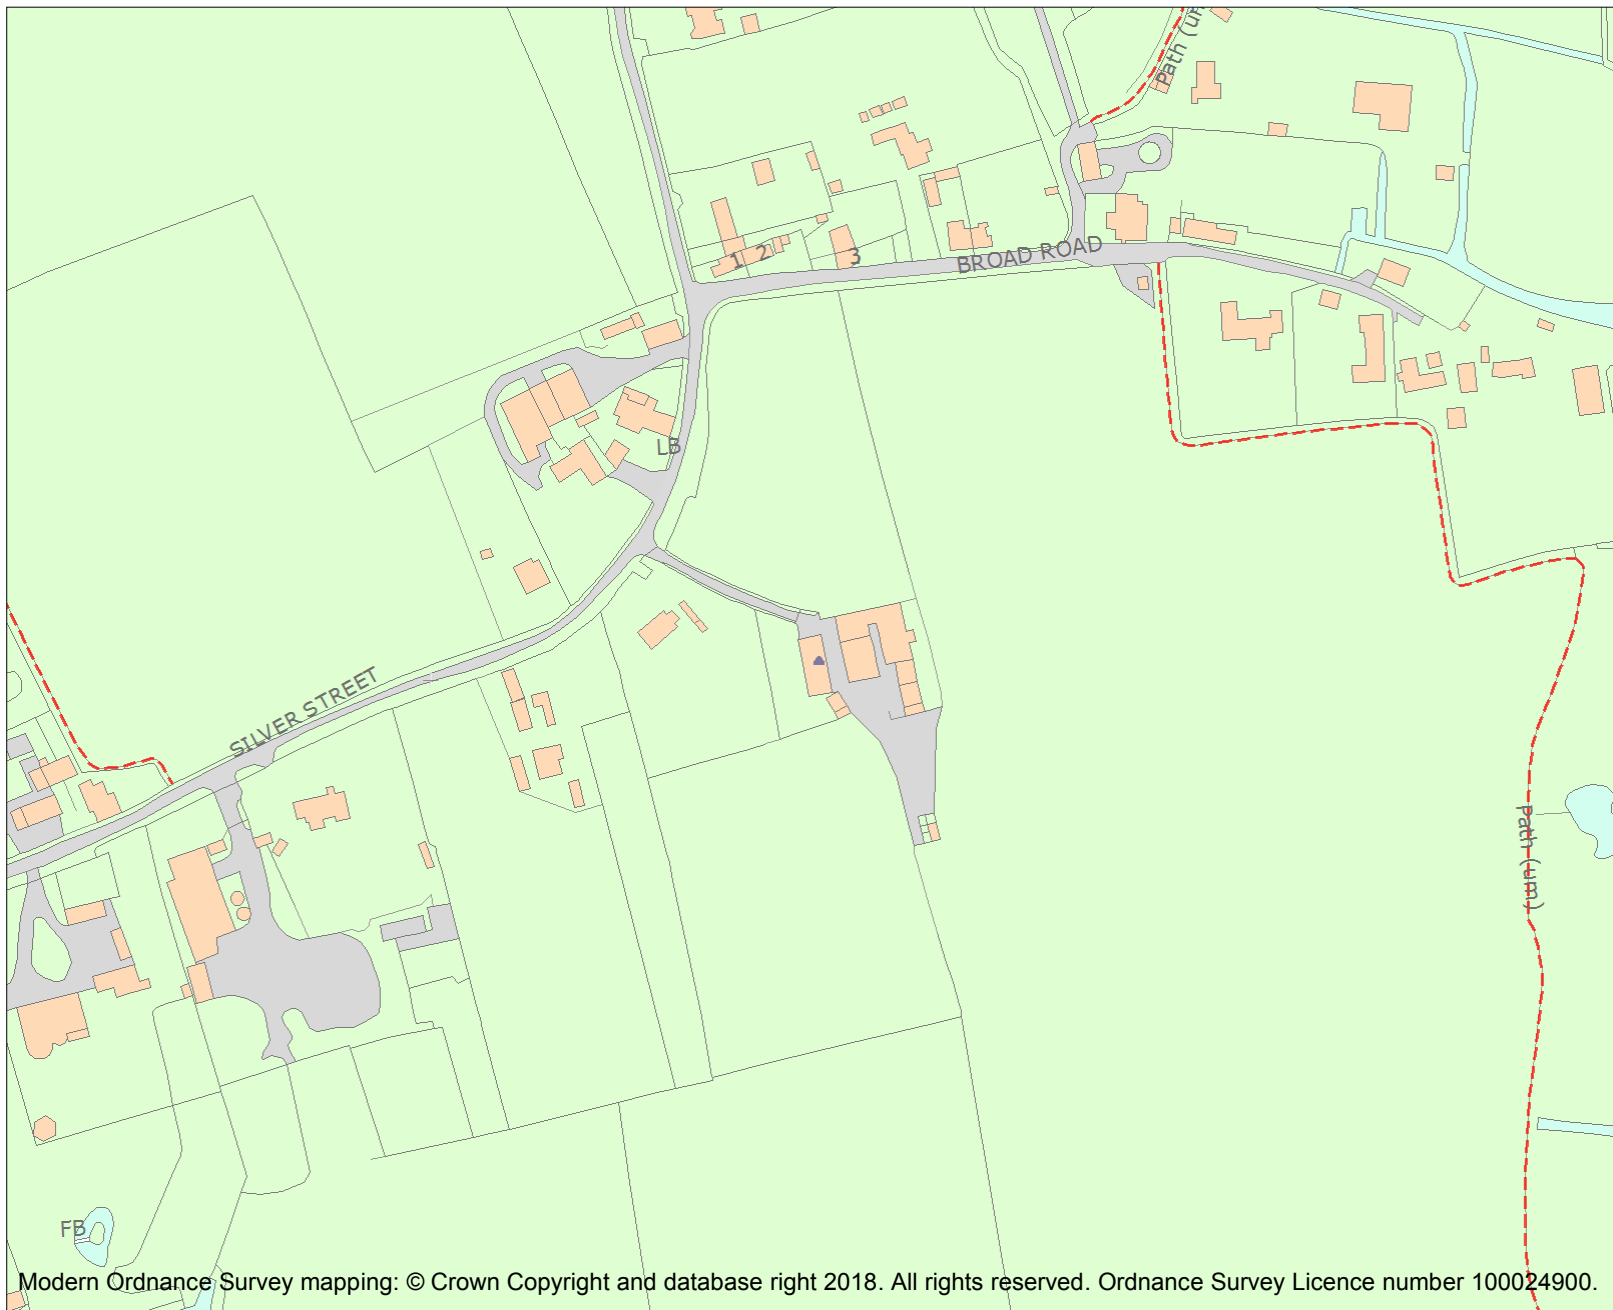 Path (un
1
2
3
BROAD ROAD
LB
SILVER STREET
Path (um)
FB
Modern Ordnance Survey mapping: © Crown Copyright and database right 2018. All rights reserved. Ordnance Survey Licence number 100024900.